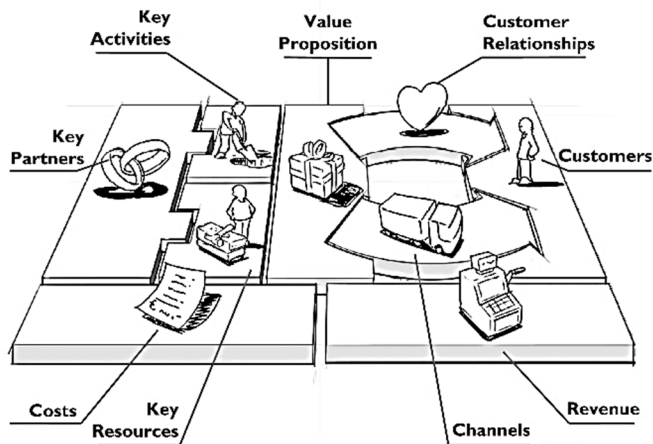 Key
Activities
Value
Proposition
Customer
Relationships
Key
Partners
Customers
Costs
Key
Resources
Channels
Revenue